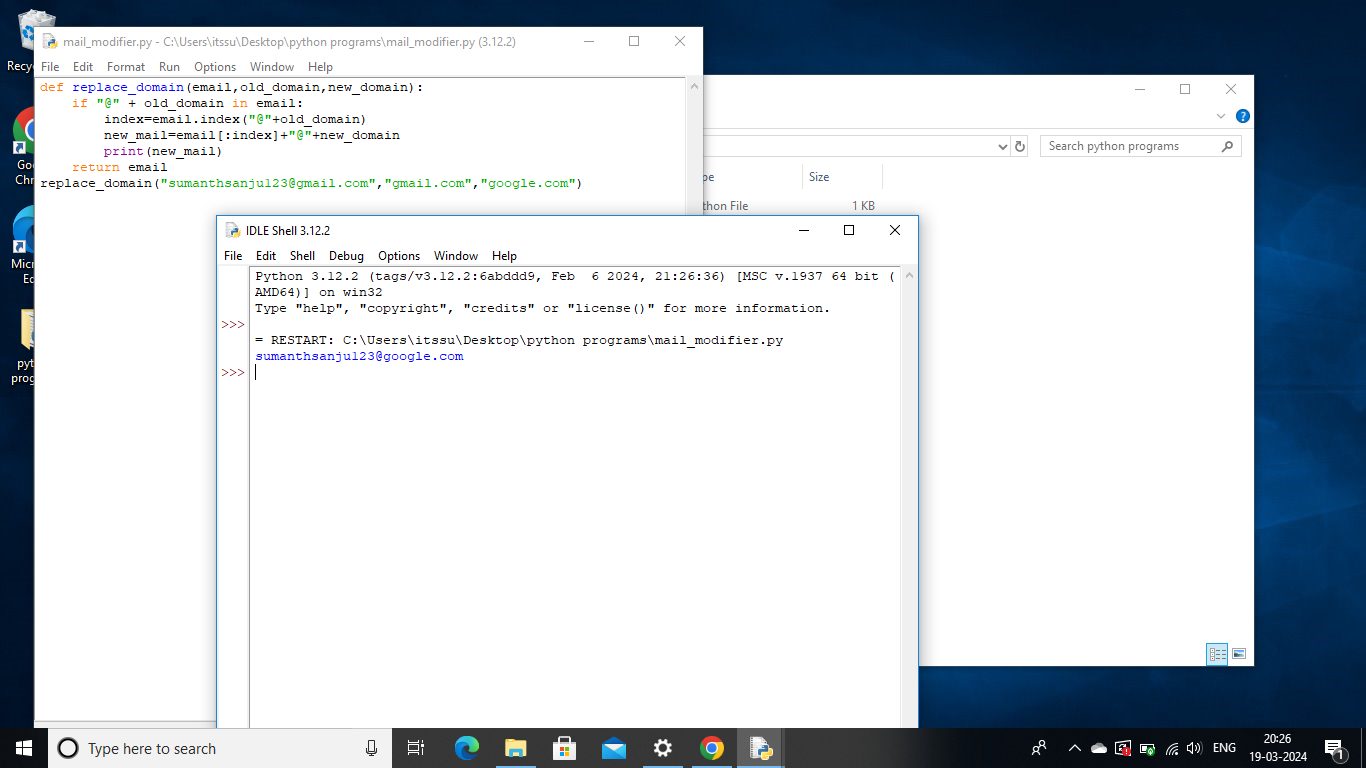 Recyc
mail_modifier.py - C:\Users\itssu\Desktop\python programs\mail_modifier.py (3.12.2)
File Edit Format Run Options Window Help
def replace_domain(email,old_domain,new_domain):
    if "@" + old_domain in email:
        index=email.index("@"+old_domain)
        new_mail=email[:index]+"@"+new_domain
        print(new_mail)
    return email
replace_domain("sumanthsanju123@gmail.com","gmail.com","google.com")
Goo
Chr
Micr
Ed
pyt
prog
Search python programs
pe Size
thon File 1 KB
IDLE Shell 3.12.2
File Edit Shell Debug Options Window Help
Python 3.12.2 (tags/v3.12.2:6abddd9, Feb  6 2024, 21:26:36) [MSC v.1937 64 bit (
AMD64)] on win32
Type "help", "copyright", "credits" or "license()" for more information.
>>>
= RESTART: C:\Users\itssu\Desktop\python programs\mail_modifier.py
sumanthsanju123@google.com
>>>
Type here to search
ENG
20:26
19-03-2024
1